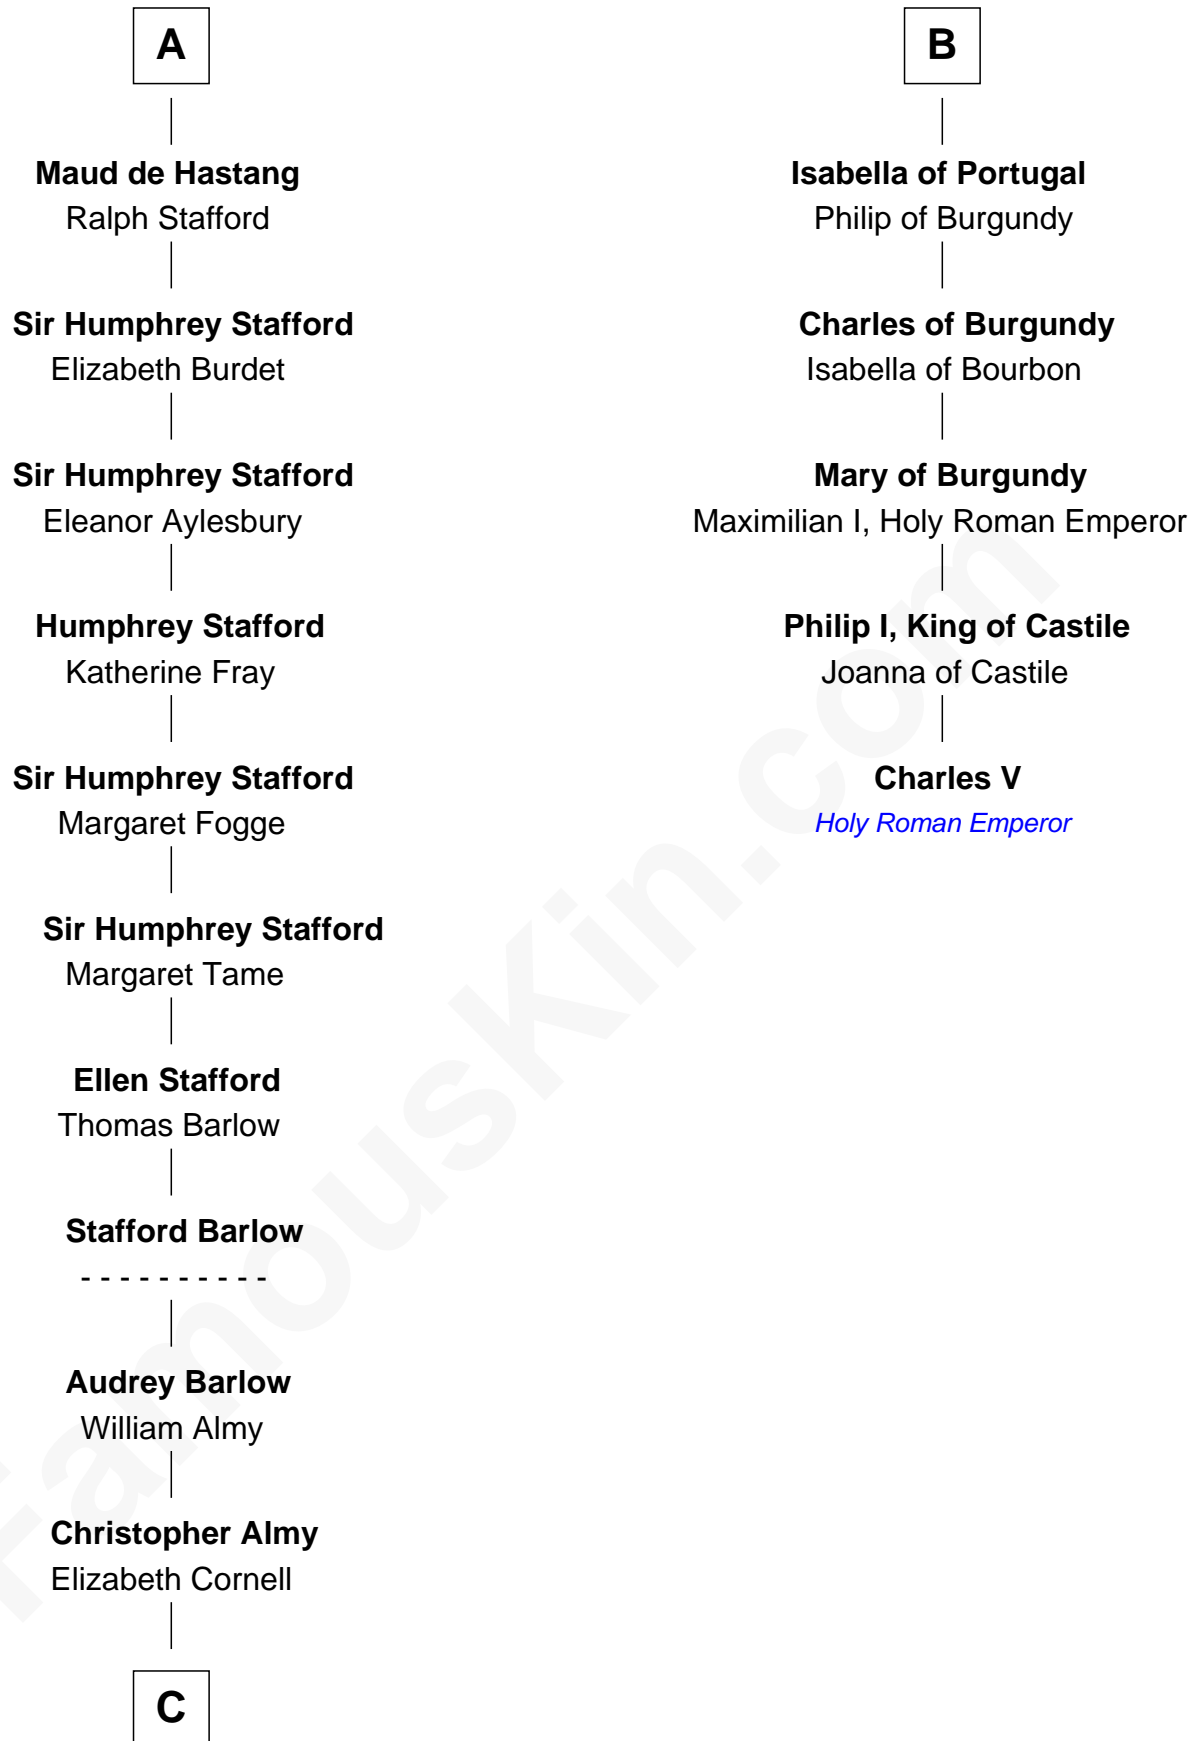 A
Maud de Hastang
Ralph Stafford
Sir Humphrey Stafford
Elizabeth Burdet
Sir Humphrey Stafford
Eleanor Aylesbury
Humphrey Stafford
Katherine Fray
Sir Humphrey Stafford
Margaret Fogge
Sir Humphrey Stafford
Margaret Tame
Ellen Stafford
Thomas Barlow
Stafford Barlow
- - - - - - - - - -
Audrey Barlow
William Almy
Christopher Almy
Elizabeth Cornell
C
B
Isabella of Portugal
Philip of Burgundy
Charles of Burgundy
Isabella of Bourbon
Mary of Burgundy
Maximilian I, Holy Roman Emperor
Philip I, King of Castile
Joanna of Castile
Charles V
Holy Roman Emperor
FamousKin.com